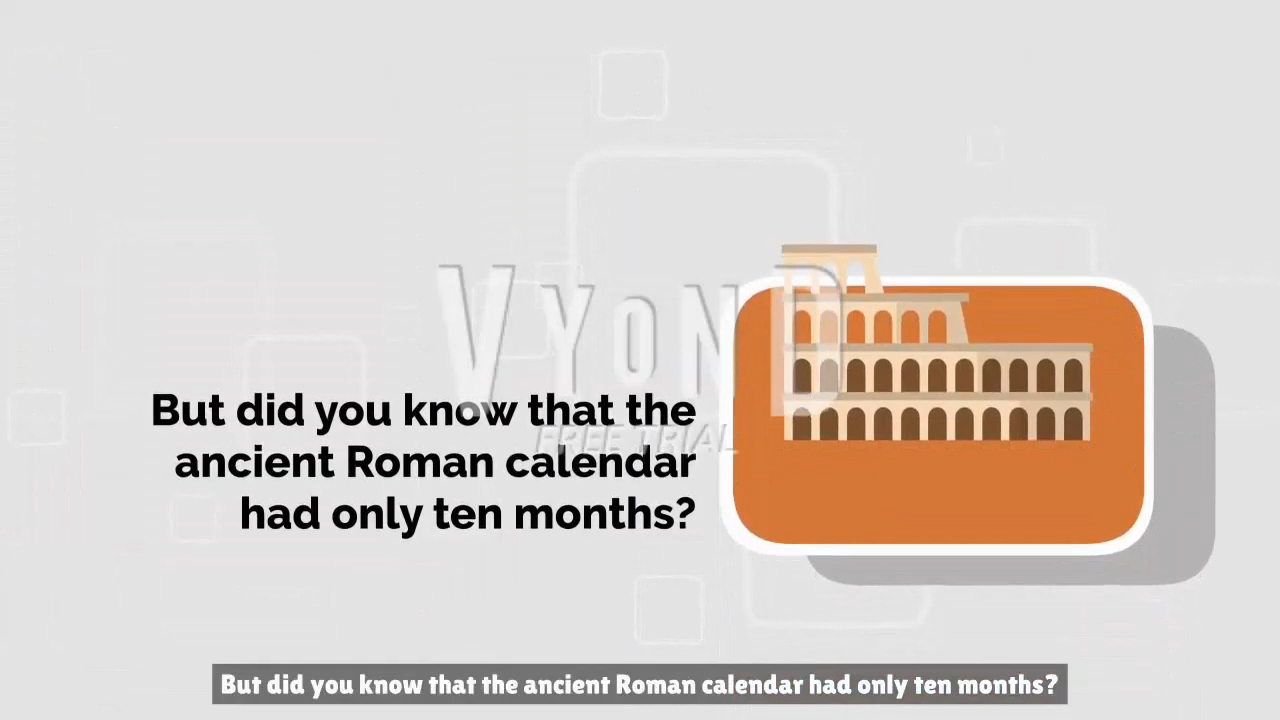 VYOND
FREE TRIAL
But did you know that the
ancient Roman calendar
had only ten months?
But did you know that the ancient Roman calendar had only ten months?